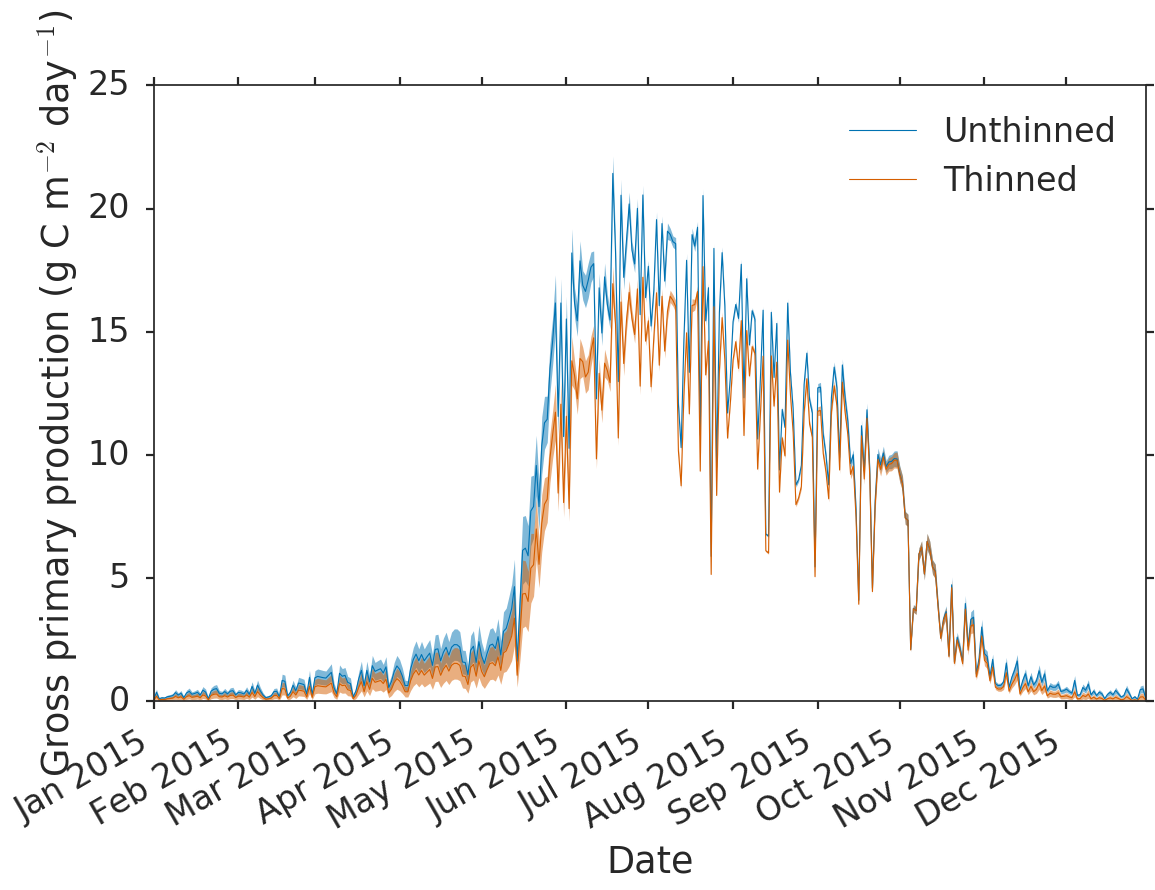 Gross primary production (g C m⁻² day⁻¹)
25
20
15
10
5
0
Unthinned
Thinned
Jan 2015
Feb 2015
Mar 2015
Apr 2015
May 2015
Jun 2015
Jul 2015
Aug 2015
Sep 2015
Oct 2015
Nov 2015
Dec 2015
Date